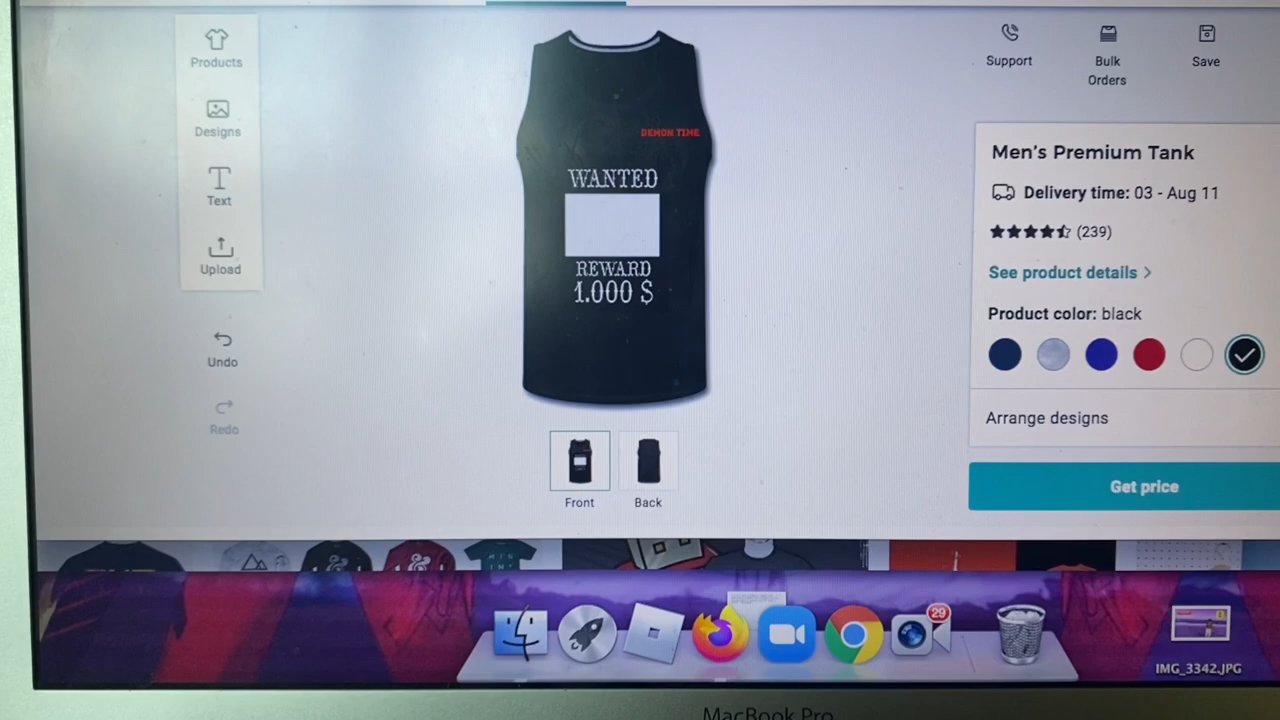 Products
Designs
Text
Upload
Undo
Redo
DEMON TIME
WANTED
REWARD
1.000 $
Front
Back
Support
Bulk
Orders
Save
Men's Premium Tank
Delivery time: 03 - Aug 11
(239)
See product details >
Product color: black
Arrange designs
Get price
MIN
29
IMG_3342.JPG
MacBook Pro